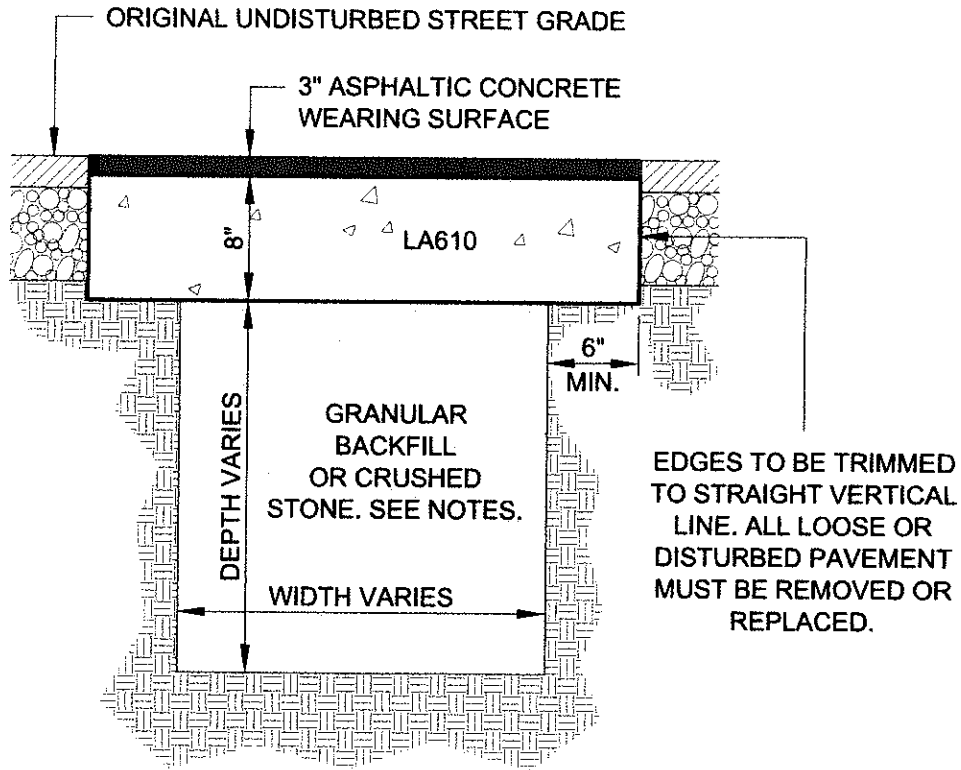 ORIGINAL UNDISTURBED STREET GRADE
3" ASPHALTIC CONCRETE
WEARING SURFACE
8"
LA610
6"
MIN.
DEPTH VARIES
GRANULAR
BACKFILL
OR CRUSHED
STONE. SEE NOTES.
WIDTH VARIES
EDGES TO BE TRIMMED
TO STRAIGHT VERTICAL
LINE. ALL LOOSE OR
DISTURBED PAVEMENT
MUST BE REMOVED OR
REPLACED.